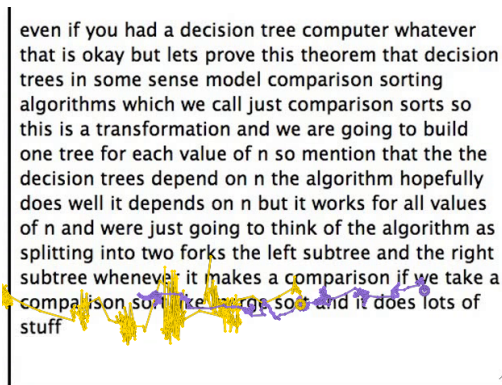 even if you had a decision tree computer whatever
that is okay but lets prove this theorem that decision
trees in some sense model comparison sorting
algorithms which we call just comparison sorts so
this is a transformation and we are going to build
one tree for each value of n so mention that the the
decision trees depend on n the algorithm hopefully
does well it depends on n but it works for all values
of n and were just going to think of the algorithm as
splitting into two forks the left subtree and the right
subtree whenever it makes a comparison if we take a
comparison sort like merge sort and it does lots of
stuff